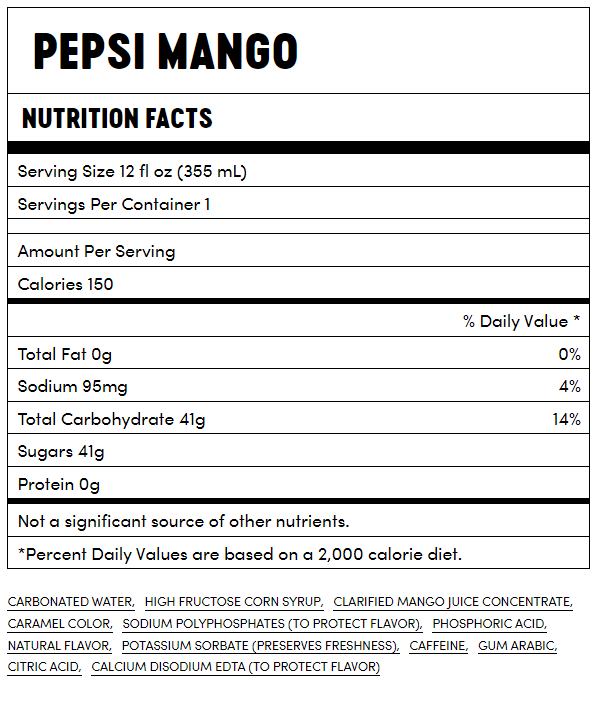 PEPSI MANGO
NUTRITION FACTS
Serving Size 12 fl oz (355 mL)
Servings Per Container 1
Amount Per Serving
Calories 150
% Daily Value *
Total Fat 0g 0%
Sodium 95mg 4%
Total Carbohydrate 41g 14%
Sugars 41g
Protein 0g
Not a significant source of other nutrients.
*Percent Daily Values are based on a 2,000 calorie diet.
CARBONATED WATER, HIGH FRUCTOSE CORN SYRUP, CLARIFIED MANGO JUICE CONCENTRATE,
CARAMEL COLOR, SODIUM POLYPHOSPHATES (TO PROTECT FLAVOR), PHOSPHORIC ACID,
NATURAL FLAVOR, POTASSIUM SORBATE (PRESERVES FRESHNESS), CAFFEINE, GUM ARABIC,
CITRIC ACID, CALCIUM DISODIUM EDTA (TO PROTECT FLAVOR)